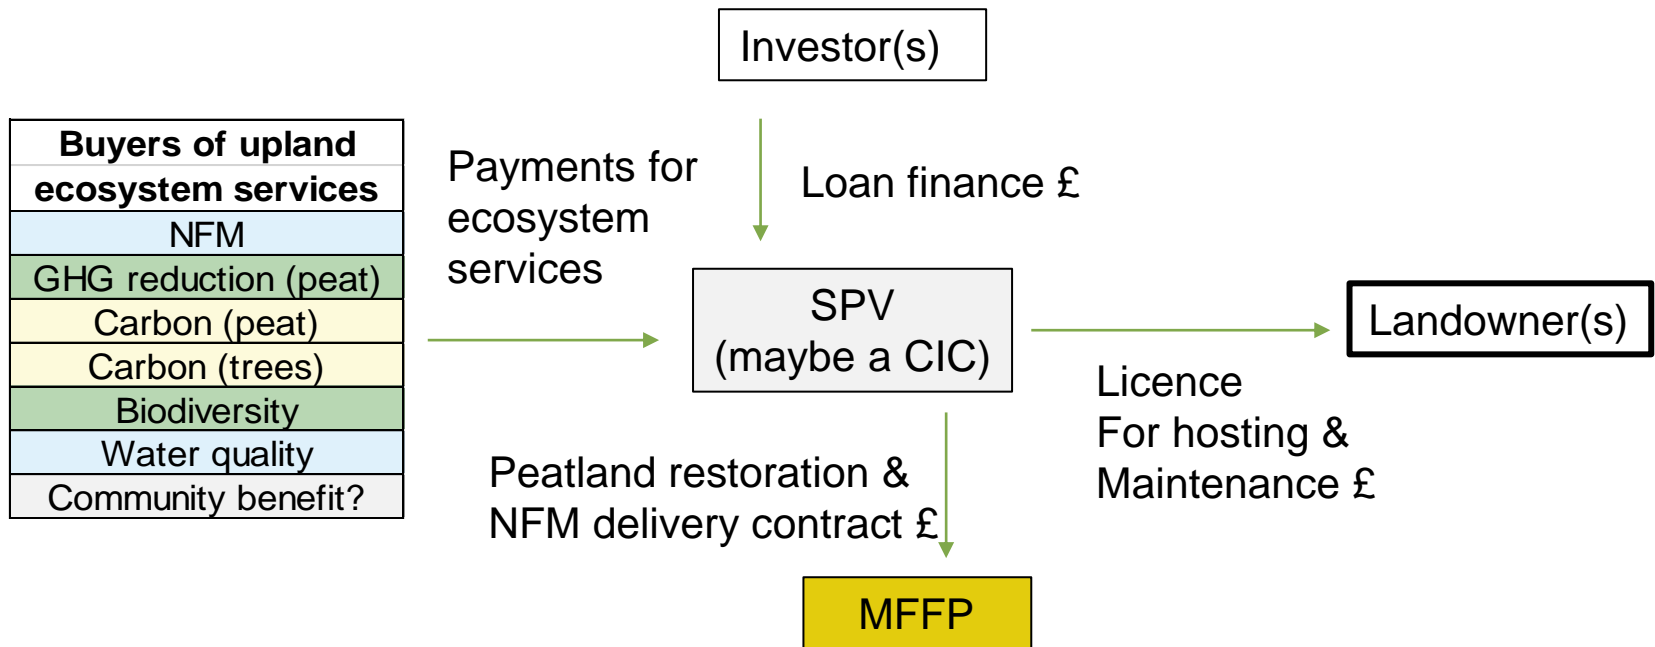 Investor(s)
Loan finance £
Buyers of upland
ecosystem services
NFM
GHG reduction (peat)
Carbon (peat)
Carbon (trees)
Biodiversity
Water quality
Community benefit?
Payments for
ecosystem
services
SPV
(maybe a CIC)
Landowner(s)
Licence
For hosting &
Maintenance £
Peatland restoration &
NFM delivery contract £
MFFP